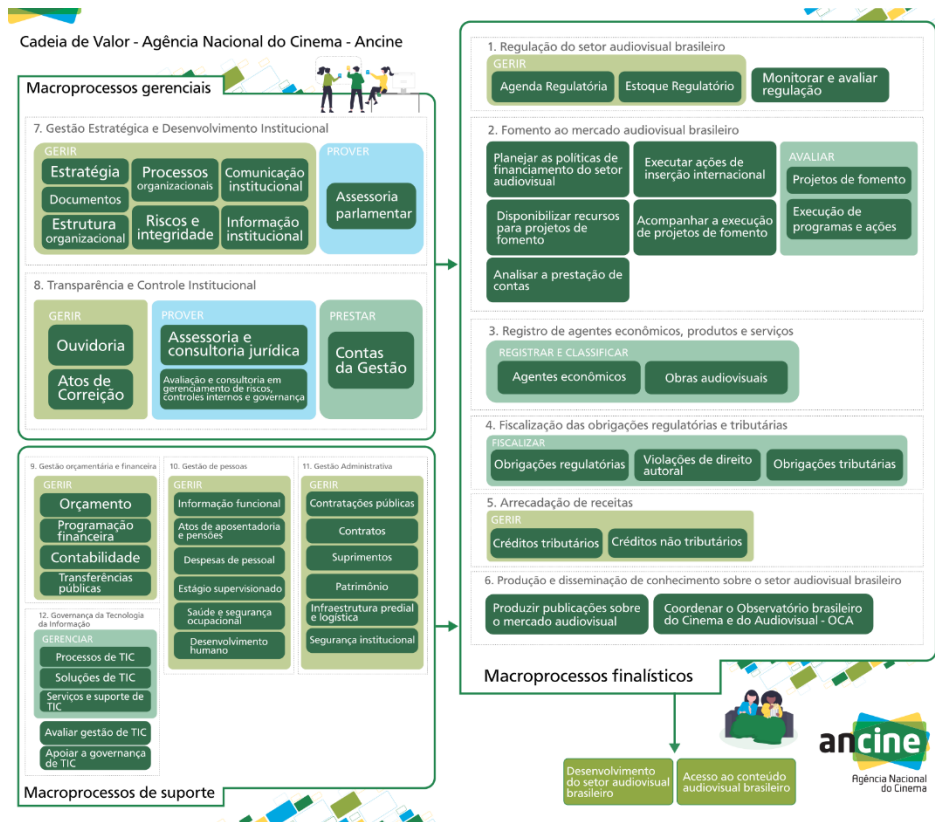 Cadeia de Valor - Agência Nacional do Cinema - Ancine
Macroprocessos gerenciais
7. Gestão Estratégica e Desenvolvimento Institucional
GERIR
Estratégia
Documentos
Estrutura
organizacional
Processos
organizacionais
Riscos e
integridade
Comunicação
institucional
Informação
institucional
PROVER
Assessoria
parlamentar
8. Transparência e Controle Institucional
GERIR
Ouvidoria
Atos de
Correição
PROVER
Assessoria e
consultoria jurídica
Avaliação e consultoria em
gerenciamento de riscos,
controles internos e governança
PRESTAR
Contas
da Gestão
9. Gestão orçamentária e financeira
GERIR
Orçamento
Programação
financeira
Contabilidade
Transferências
públicas
12. Governança da Tecnologia
da Informação
GERENCIAR
Processos de TIC
Soluções de TIC
Serviços e suporte de
TIC
Avaliar gestão de TIC
Apoiar a governança
de TIC
10. Gestão de pessoas
GERIR
Informação funcional
Atos de aposentadoria
e pensões
Despesas de pessoal
Estágio supervisionado
Saúde e segurança
ocupacional
Desenvolvimento
humano
11. Gestão Administrativa
GERIR
Contratações públicas
Contratos
Suprimentos
Patrimônio
Infraestrutura predial
e logística
Segurança institucional
Macroprocessos de suporte
1. Regulação do setor audiovisual brasileiro
GERIR
Agenda Regulatória
Estoque Regulatório
Monitorar e avaliar
regulação
2. Fomento ao mercado audiovisual brasileiro
Planejar as políticas de
financiamento do setor
audiovisual
Executar ações de
inserção internacional
Disponibilizar recursos
para projetos de
fomento
Acompanhar a execução
de projetos de fomento
Analisar a prestação de
contas
AVALIAR
Projetos de fomento
Execução de
programas e ações
3. Registro de agentes econômicos, produtos e serviços
REGISTRAR E CLASSIFICAR
Agentes econômicos
Obras audiovisuais
4. Fiscalização das obrigações regulatórias e tributárias
FISCALIZAR
Obrigações regulatórias
Violações de direito
autoral
Obrigações tributárias
5. Arrecadação de receitas
GERIR
Créditos tributários
Créditos não tributários
6. Produção e disseminação de conhecimento sobre o setor audiovisual brasileiro
Produzir publicações sobre
o mercado audiovisual
Coordenar o Observatório brasileiro
do Cinema e do Audiovisual - OCA
Macroprocessos finalísticos
Desenvolvimento
do setor audiovisual
brasileiro
Acesso ao conteúdo
audiovisual brasileiro
ancine
Agência Nacional
do Cinema